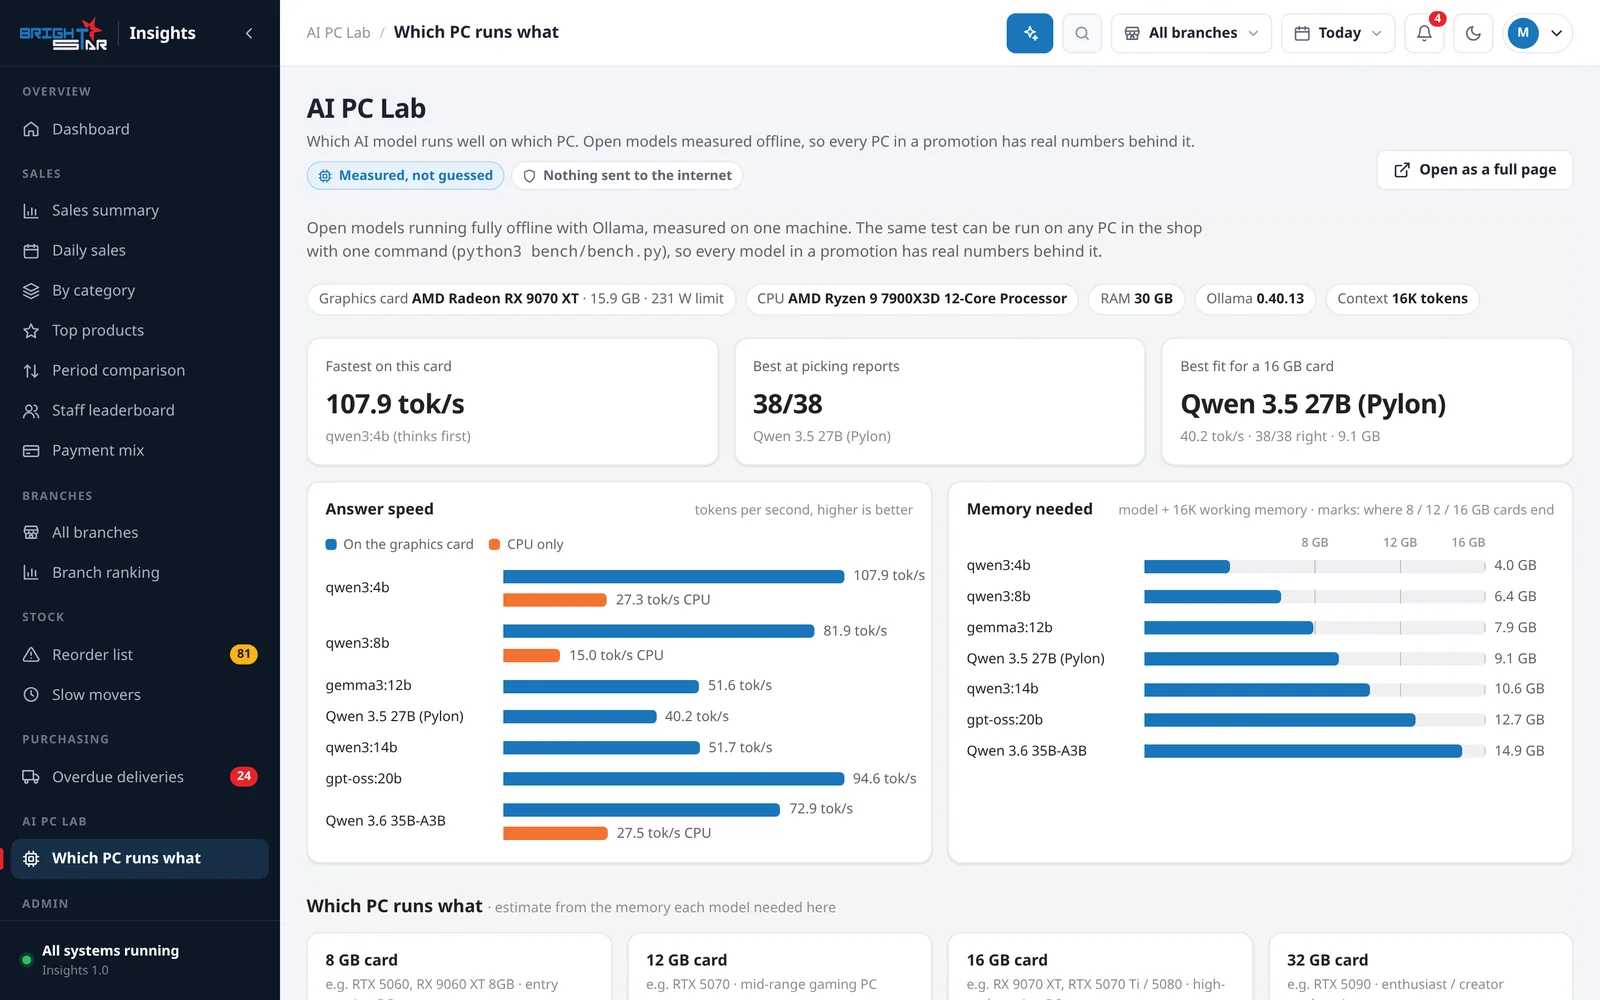 BRIGHT STAR
Insights
OVERVIEW
Dashboard
SALES
Sales summary
Daily sales
By category
Top products
Period comparison
Staff leaderboard
Payment mix
BRANCHES
All branches
Branch ranking
STOCK
Reorder list 81
Slow movers
PURCHASING
Overdue deliveries 24
AI PC LAB
Which PC runs what
ADMIN
All systems running
Insights 1.0
AI PC Lab / Which PC runs what
All branches
Today
4
M
AI PC Lab
Which AI model runs well on which PC. Open models measured offline, so every PC in a promotion has real numbers behind it.
Measured, not guessed
Nothing sent to the internet
Open as a full page
Open models running fully offline with Ollama, measured on one machine. The same test can be run on any PC in the shop
with one command (python3 bench/bench.py), so every model in a promotion has real numbers behind it.
Graphics card AMD Radeon RX 9070 XT · 15.9 GB · 231 W limit
CPU AMD Ryzen 9 7900X3D 12-Core Processor
RAM 30 GB
Ollama 0.40.13
Context 16K tokens
Fastest on this card
107.9 tok/s
qwen3:4b (thinks first)
Best at picking reports
38/38
Qwen 3.5 27B (Pylon)
Best fit for a 16 GB card
Qwen 3.5 27B (Pylon)
40.2 tok/s · 38/38 right · 9.1 GB
Answer speed
tokens per second, higher is better
On the graphics card
CPU only
qwen3:4b
107.9 tok/s
27.3 tok/s CPU
qwen3:8b
81.9 tok/s
15.0 tok/s CPU
gemma3:12b
51.6 tok/s
Qwen 3.5 27B (Pylon)
40.2 tok/s
qwen3:14b
51.7 tok/s
gpt-oss:20b
94.6 tok/s
Qwen 3.6 35B-A3B
72.9 tok/s
27.5 tok/s CPU
Memory needed
model + 16K working memory · marks: where 8 / 12 / 16 GB cards end
8 GB
12 GB
16 GB
qwen3:4b
4.0 GB
qwen3:8b
6.4 GB
gemma3:12b
7.9 GB
Qwen 3.5 27B (Pylon)
9.1 GB
qwen3:14b
10.6 GB
gpt-oss:20b
12.7 GB
Qwen 3.6 35B-A3B
14.9 GB
Which PC runs what · estimate from the memory each model needed here
8 GB card
e.g. RTX 5060, RX 9060 XT 8GB · entry
12 GB card
e.g. RTX 5070 · mid-range gaming PC
16 GB card
e.g. RX 9070 XT, RTX 5070 Ti / 5080 · high-
32 GB card
e.g. RTX 5090 · enthusiast / creator